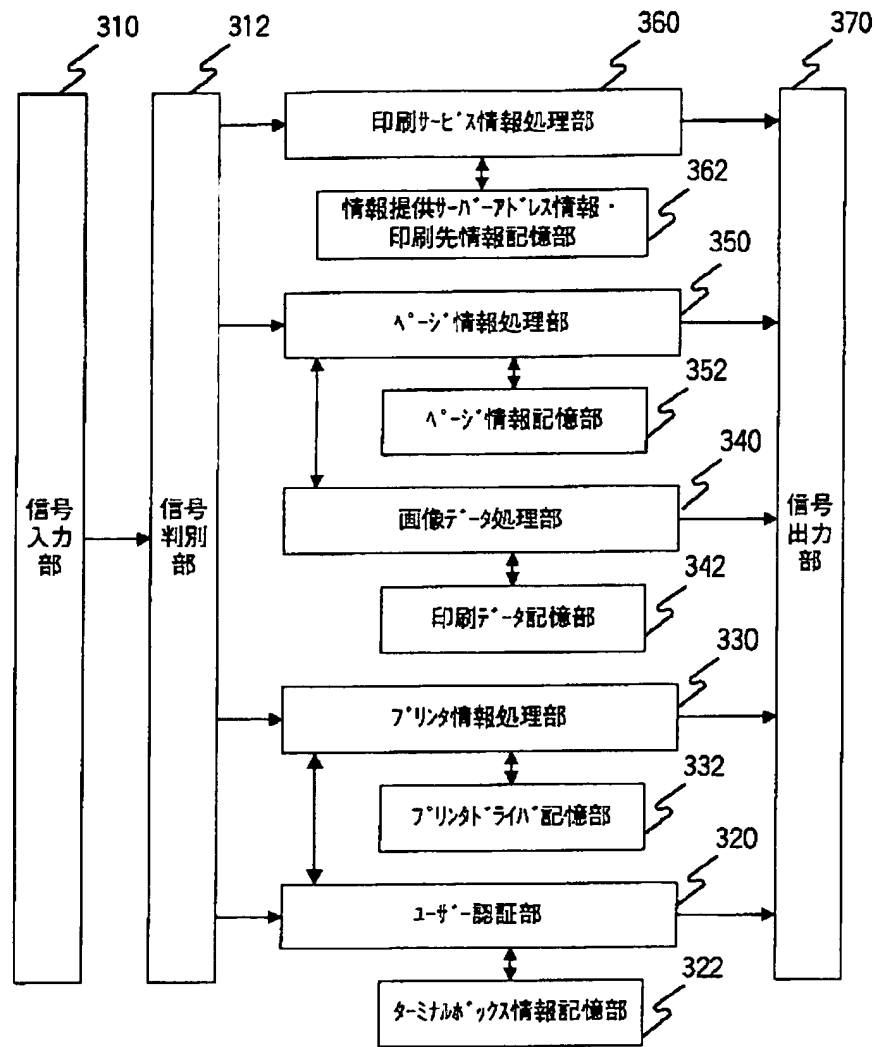 310
312
360
370
印刷ｻｰﾋﾞｽ情報処理部
362
情報提供ｻｰﾊﾞｰｱﾄﾞﾚｽ情報・
印刷先情報記憶部
350
ﾍﾟｰｼﾞ情報処理部
352
ﾍﾟｰｼﾞ情報記憶部
340
信号
入力
部
信号
判別
部
画像ﾃﾞｰﾀ処理部
信号
出力
部
342
印刷ﾃﾞｰﾀ記憶部
330
ﾌﾟﾘﾝﾀ情報処理部
332
ﾌﾟﾘﾝﾀﾄﾞﾗｲﾊﾞ記憶部
320
ﾕｰｻﾞｰ認証部
322
ﾀｰﾐﾅﾙﾎﾞｯｸｽ情報記憶部